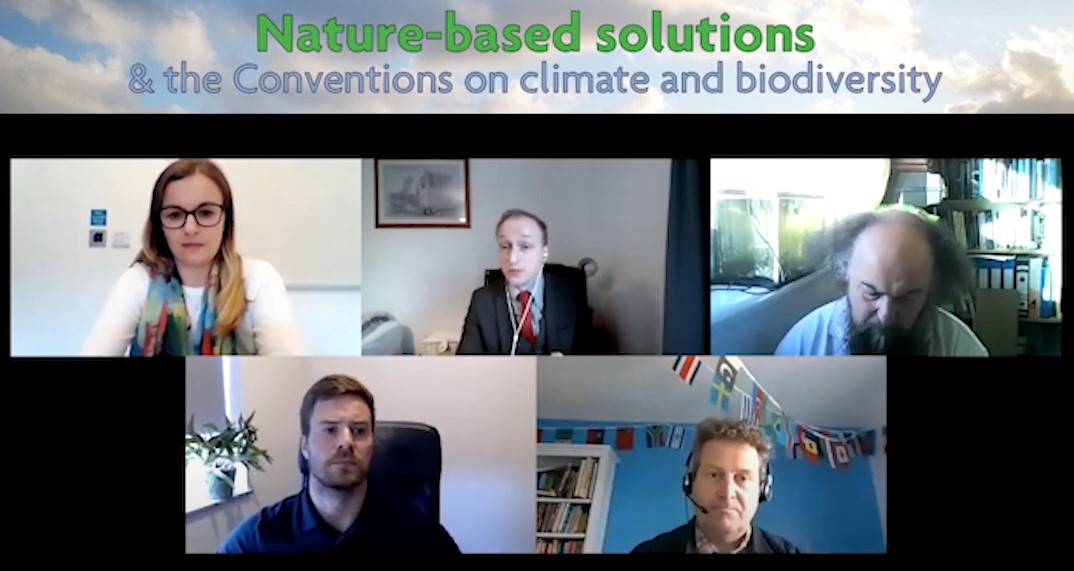 Nature-based solutions
& the Conventions on climate and biodiversity